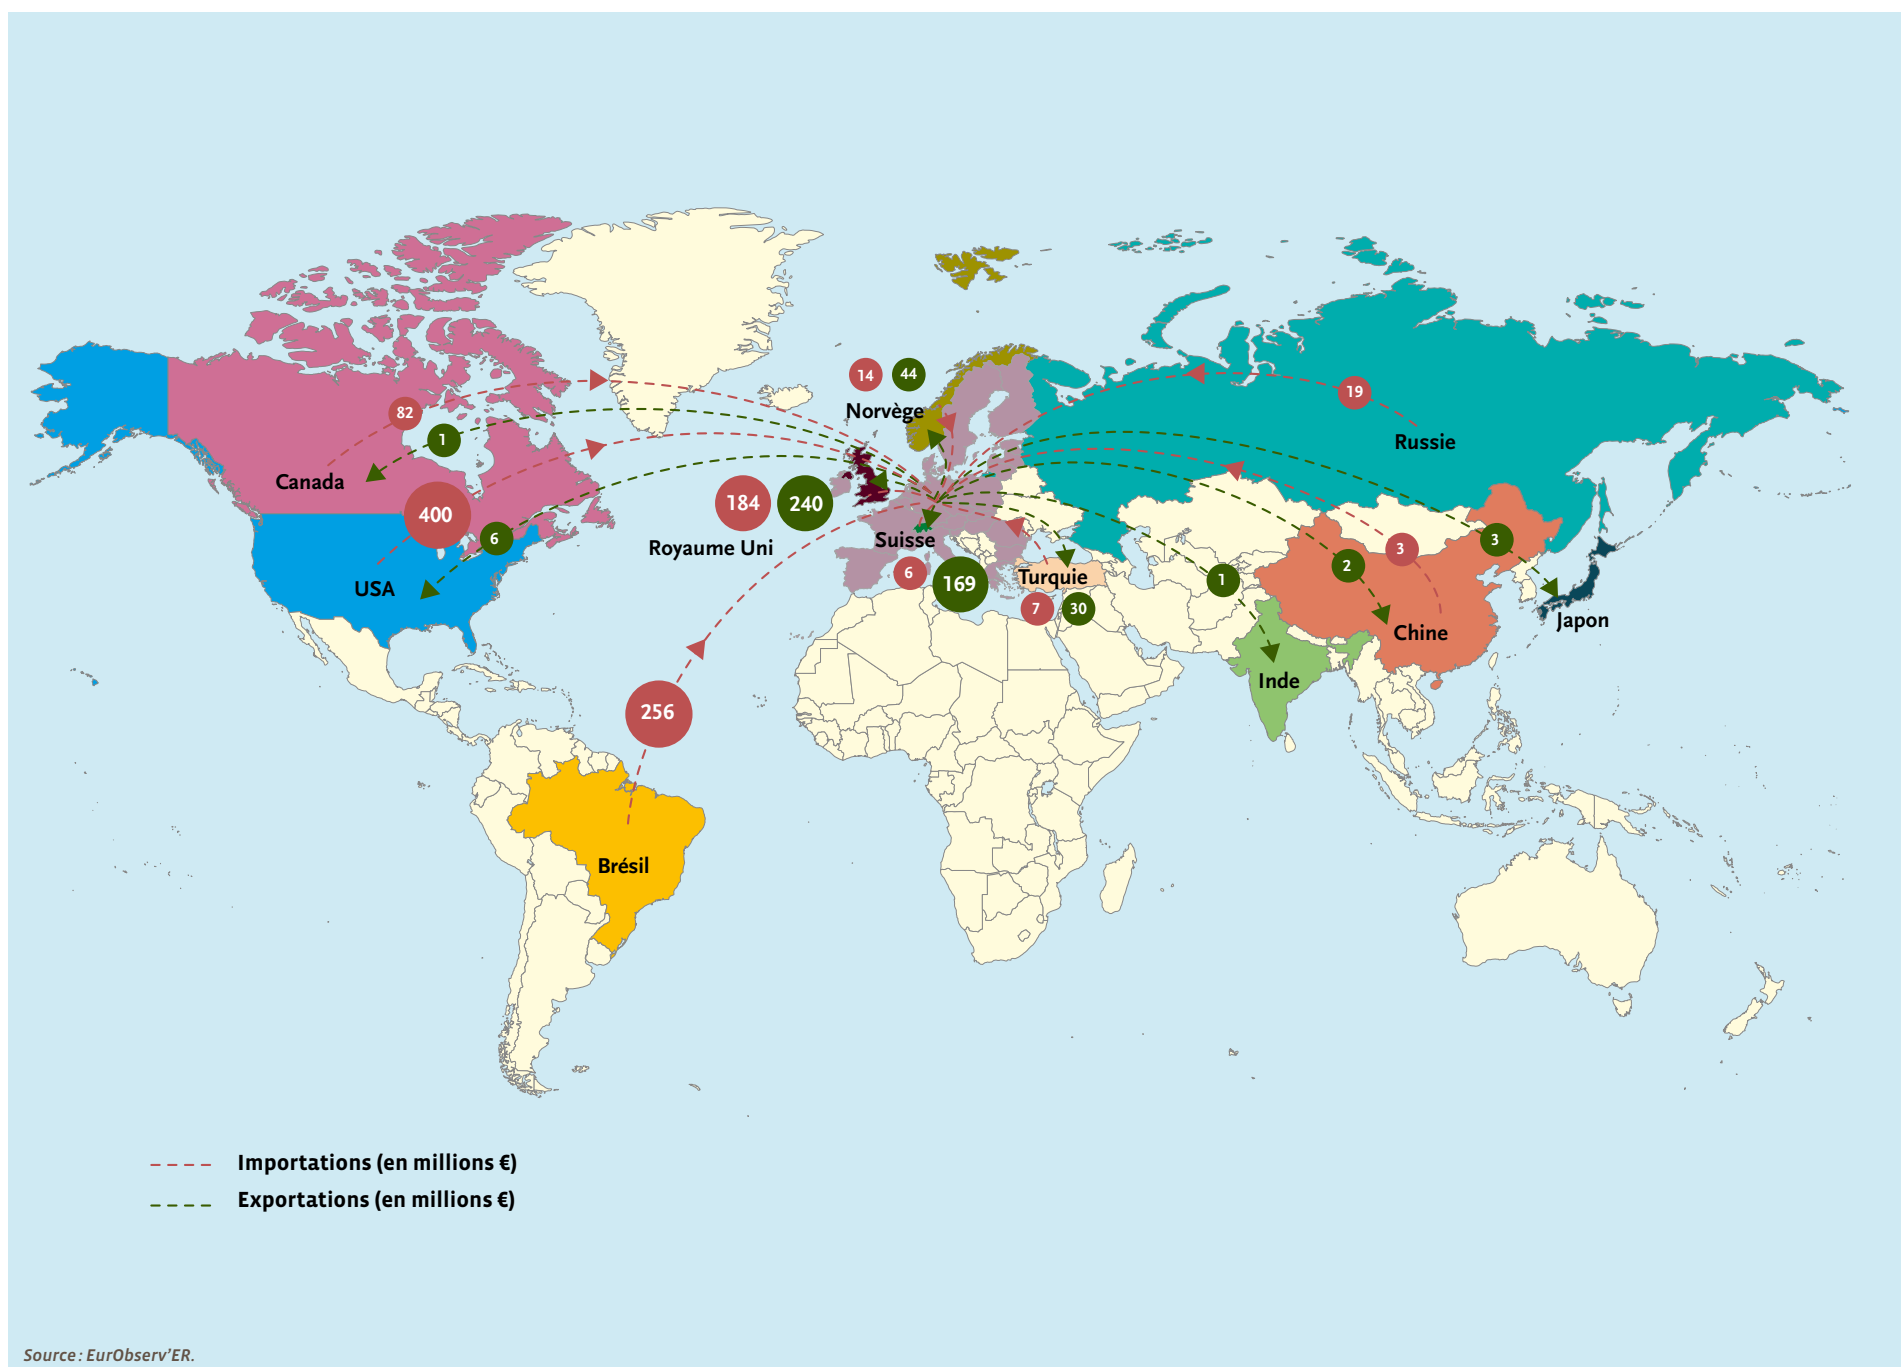 14
44
Norvège
19
82
1
Russie
Canada
400
184
240
6
Suisse
3
3
Royaume Uni
2
USA
6
169
Turquie
1
7
30
Japon
Chine
Inde
256
Brésil
Importations (en millions €)
Exportations (en millions €)
Source : EurObserv'ER.